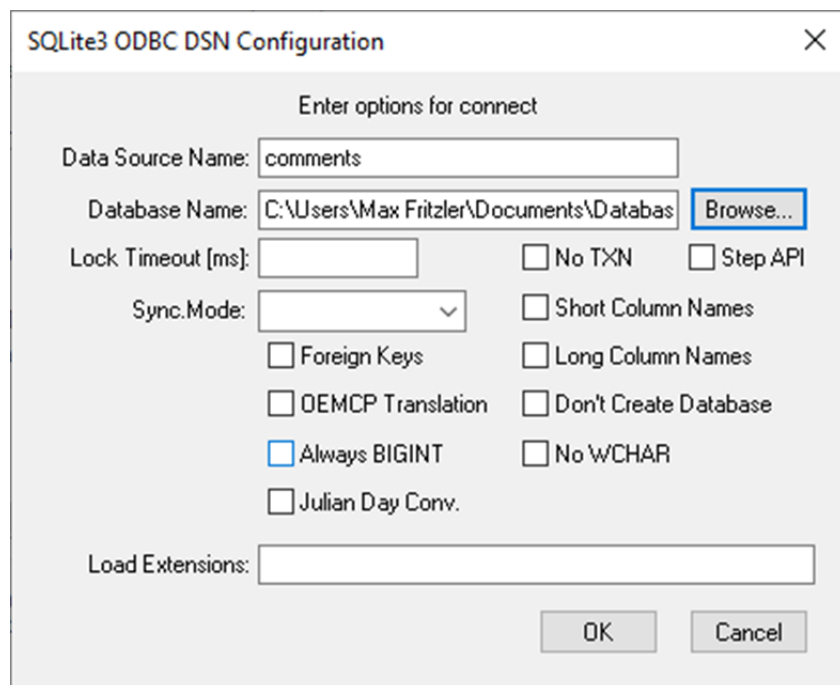 SQLite3 ODBC DSN Configuration
Enter options for connect
Data Source Name: comments
Database Name: C:\Users\Max Fritzler\Documents\Databas Browse...
Lock Timeout [ms]: No TXN Step API
Sync.Mode: Short Column Names
Foreign Keys Long Column Names
OEMCP Translation Don't Create Database
Always BIGINT No WCHAR
Julian Day Conv.
Load Extensions:
OK Cancel